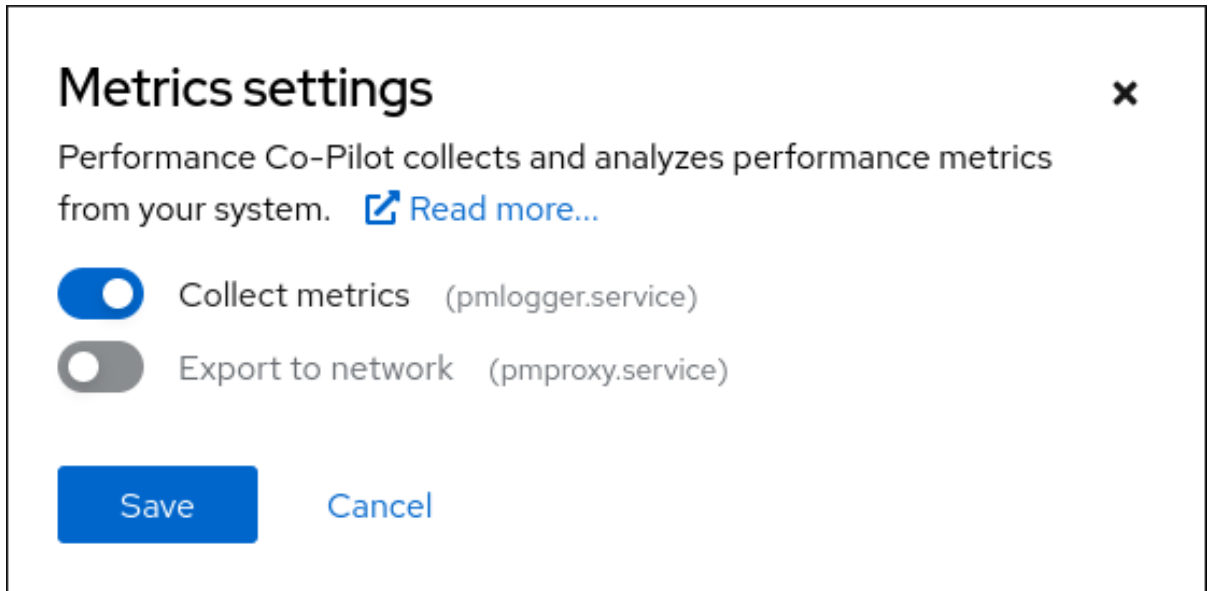 Metrics settings
Performance Co-Pilot collects and analyzes performance metrics
from your system. Read more...
Collect metrics (pmlogger.service)
Export to network (pmproxy.service)
Save Cancel